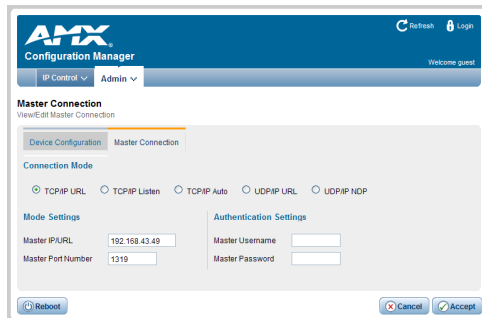 AMX
Refresh Login
Configuration Manager
Welcome guest
IP Control Admin
Master Connection
View/Edit Master Connection
Device Configuration Master Connection
Connection Mode
TCP/IP URL TCP/IP Listen TCP/IP Auto UDP/IP URL UDP/IP NDP
Mode Settings
Master IP/URL 192.168.43.49
Master Port Number 1319
Authentication Settings
Master Username
Master Password
Reboot
Cancel Accept